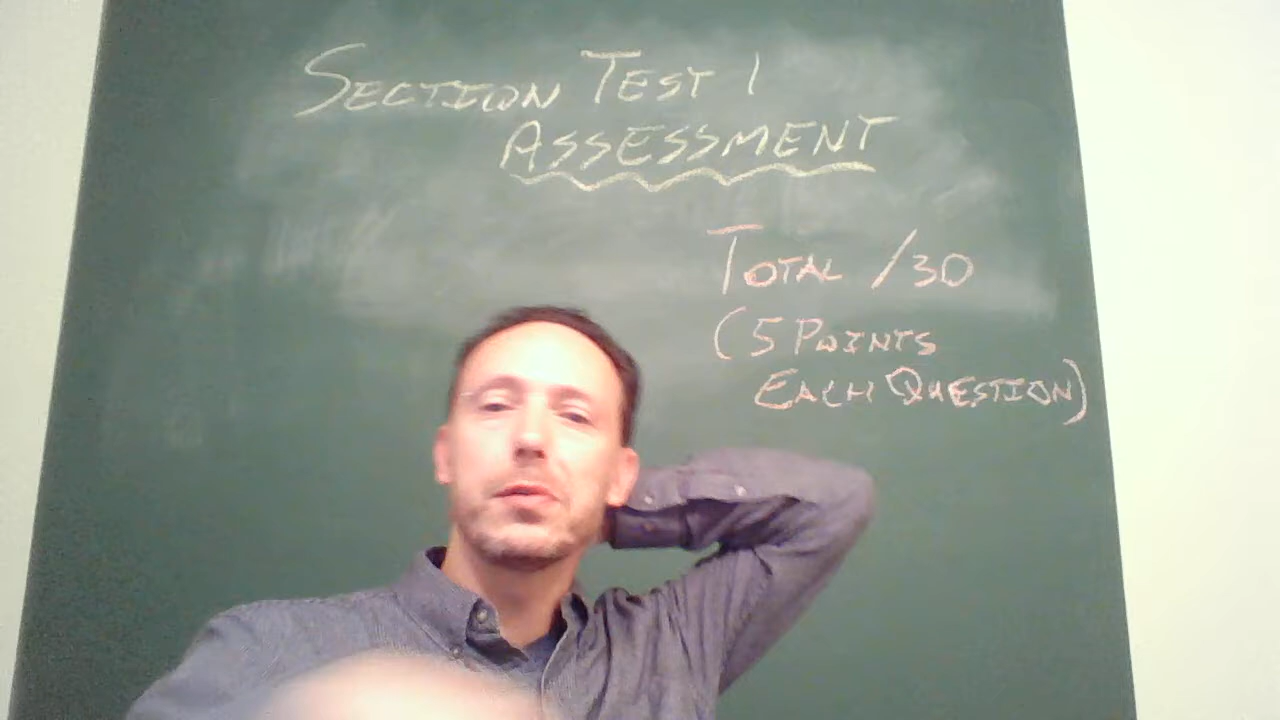 SECTION TEST 1
ASSESSMENT
TOTAL /30
(5 POINTS
EACH QUESTION)